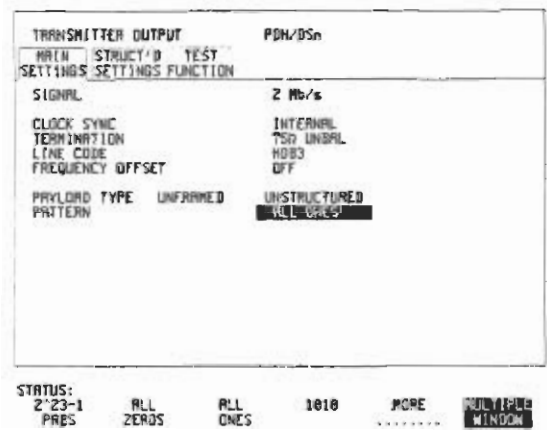 TRANSMITTER OUTPUT PDH/DSn
MAIN STRUCT'D TEST
SETTINGS SETTINGS FUNCTION
SIGNAL 2 Mb/s
CLOCK SYNC INTERNAL
TERMINATION 75Ω UNBAL
LINE CODE HDB3
FREQUENCY OFFSET OFF
PAYLOAD TYPE UNFRAMED UNSTRUCTURED
PATTERN ALL ONES
STATUS:
2^23-1 ALL ALL 1010 MORE MULTIPLE
PRBS ZEROS ONES ........ WINDOW